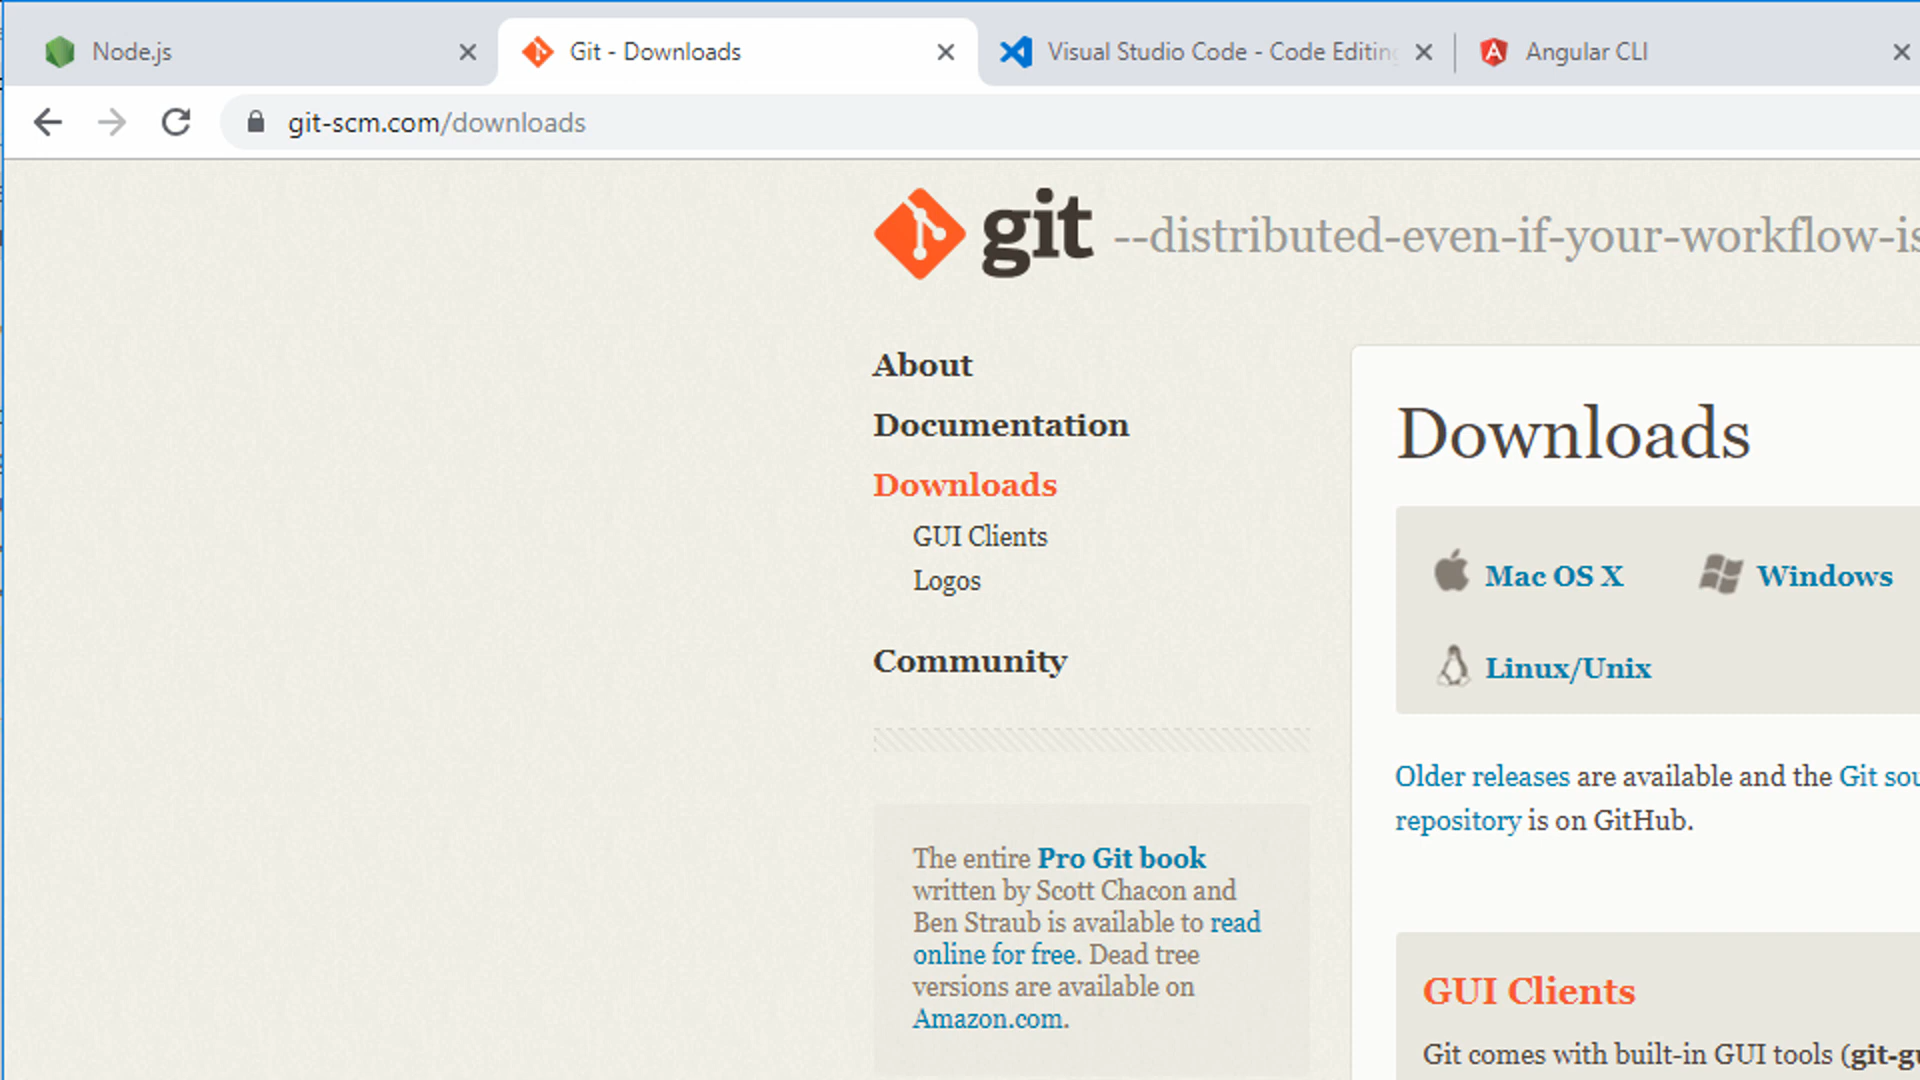 Node.js
Git - Downloads
Visual Studio Code - Code Editing
Angular CLI
git-scm.com/downloads
git --distributed-even-if-your-workflow-is
About
Documentation
Downloads
GUI Clients
Logos
Community
The entire Pro Git book
written by Scott Chacon and
Ben Straub is available to read
online for free. Dead tree
versions are available on
Amazon.com.
Downloads
Mac OS X
Windows
Linux/Unix
Older releases are available and the Git sou
repository is on GitHub.
GUI Clients
Git comes with built-in GUI tools (git-gu